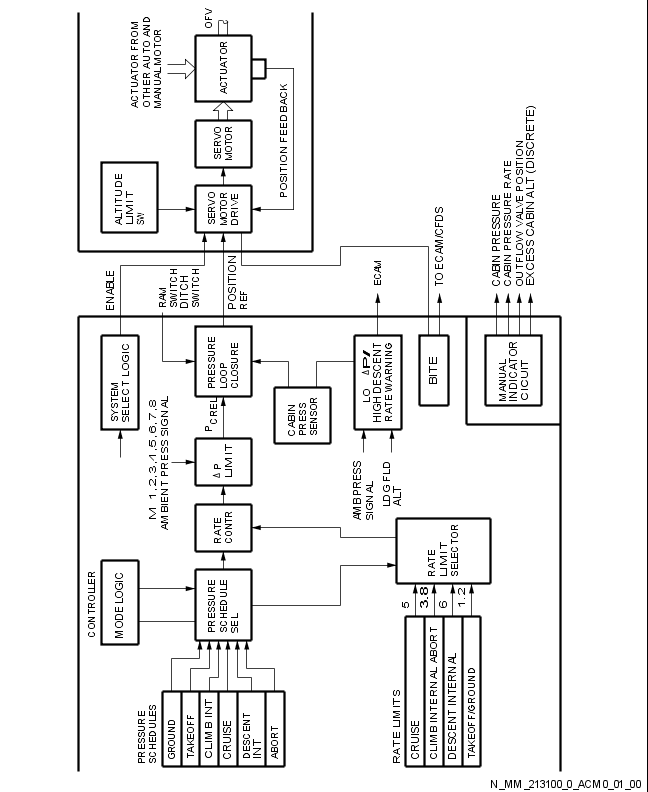 CONTROLLER
MODE LOGIC
PRESSURE
SCHEDULES
GROUND
TAKEOFF
CLIMB INT
CRUISE
DESCENT
INT
ABORT
PRESSURE
SCHEDULE
SEL
RATE
CONTR
M 1,2,3,4,5,6,7,8
AMBIENT PRESS SIGNAL
Δ P
LIMIT
PCREL
SYSTEM
SELECT LOGIC
ENABLE
RAM
SWITCH
DITCH
SWITCH
PRESSURE
LOOP
CLOSURE
POSITION
REF
CABIN
PRESS
SENSOR
RATE LIMITS
CRUISE
CLIMB INTERNAL ABORT
DESCENT INTERNAL
TAKEOFF/GROUND
5
3.8
6
1.2
RATE
LIMIT
SELECTOR
AMB PRESS
SIGNAL
LDG FLD
ALT
LO ΔP/
HIGH DESCENT
RATE WARNING
ECAM
BITE
TO ECAM/CFDS
MANUAL
INDICATOR
CICUIT
CABIN PRESSURE
CABIN PRESSURE RATE
OUTFLOW VALVE POSITION
EXCESS CABIN ALT (DISCRETE)
ALTITUDE
LIMIT
SW
SERVO
MOTOR
DRIVE
SERVO
MOTOR
POSITION FEEDBACK
ACTUATOR FROM
OTHER AUTO AND
MANUAL MOTOR
ACTUATOR
OFV
N_MM_213100_0_ACM0_01_00